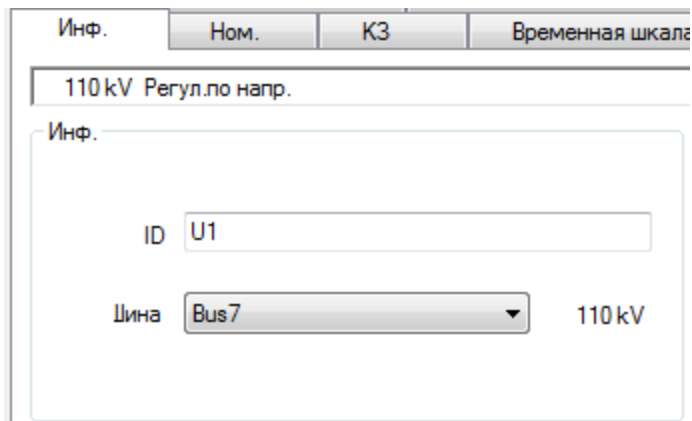 Инф. Ном. КЗ Временная шкала
110 kV Регул.по напр.
Инф.
ID U1
Шина Bus7 110 kV